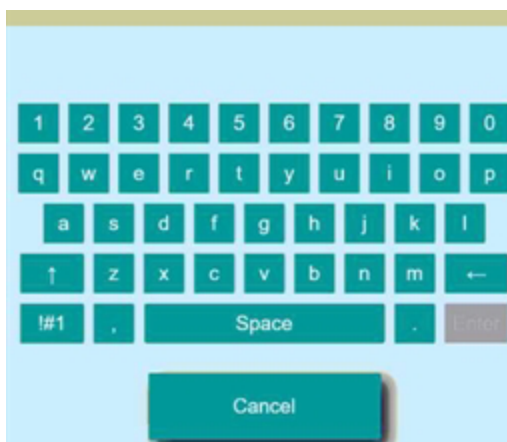 1 2 3 4 5 6 7 8 9 0
q w e r t y u i o p
a s d f g h j k l
↑ z x c v b n m ←
!#1 , Space . Enter
Cancel